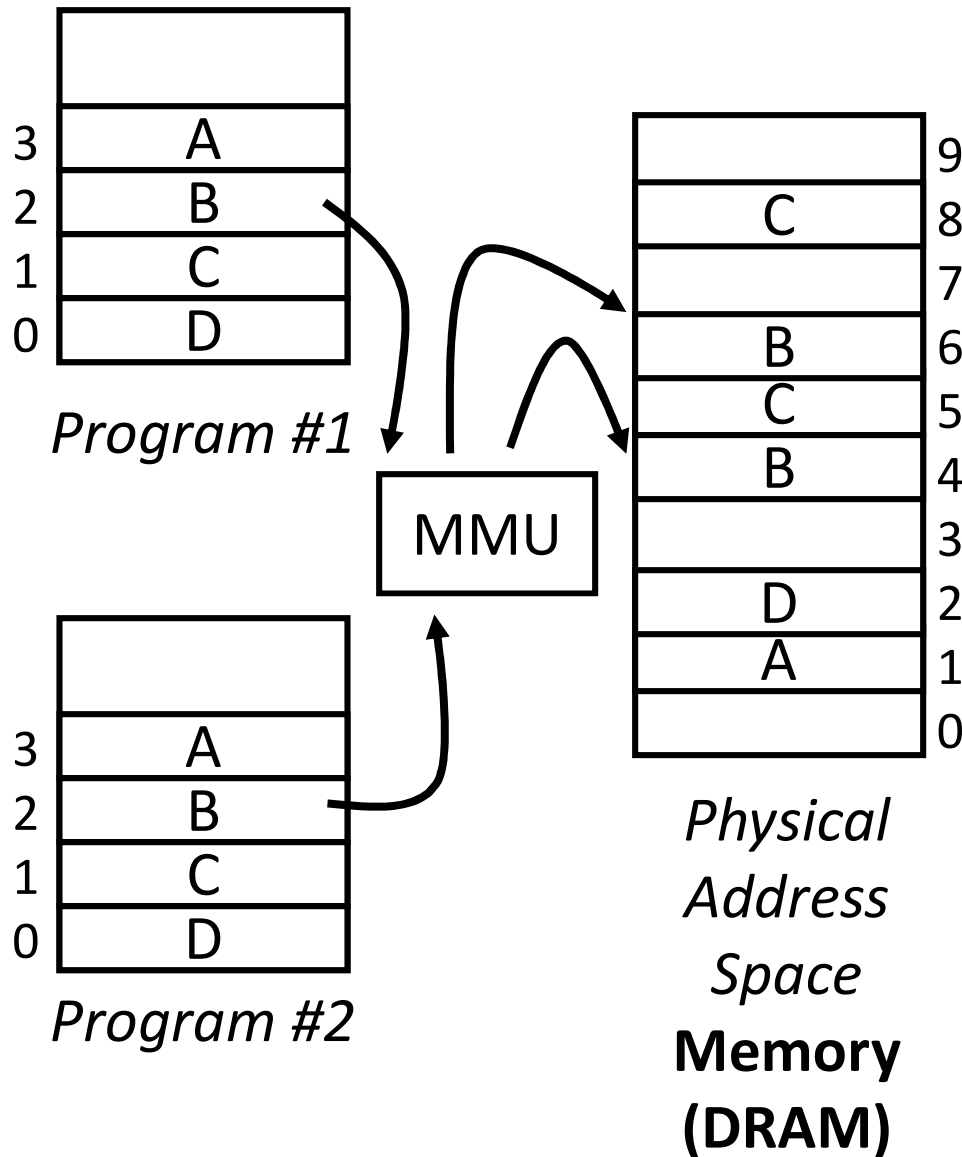 3 A
2 B
1 C
0 D
Program #1
MMU
3 A
2 B
1 C
0 D
Program #2
9
C 8
7
B 6
C 5
B 4
3
D 2
A 1
0
Physical
Address
Space
Memory
(DRAM)